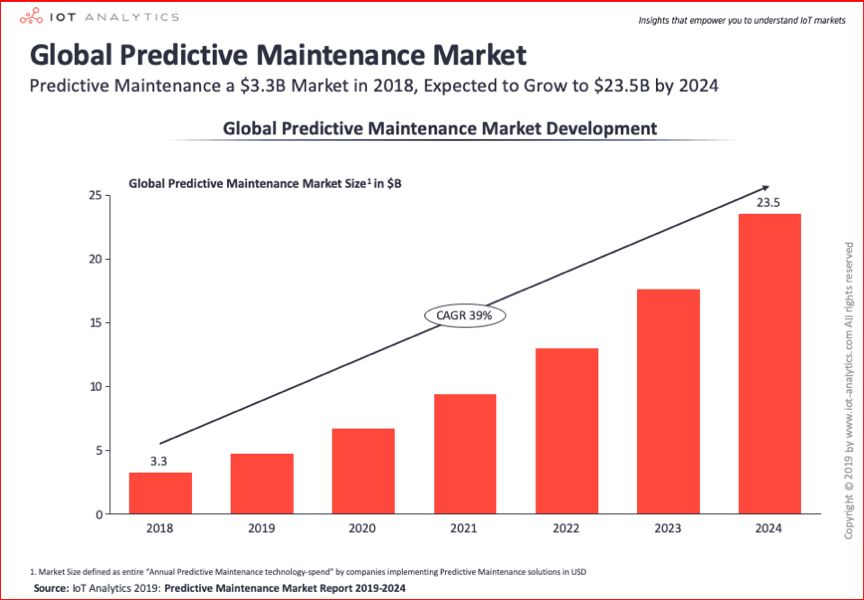 IOT ANALYTICS
Insights that empower you to understand IoT markets
Global Predictive Maintenance Market
Predictive Maintenance a $3.3B Market in 2018, Expected to Grow to $23.5B by 2024
Global Predictive Maintenance Market Development
Global Predictive Maintenance Market Size¹ in $B
25
20
15
10
5
0
CAGR 39%
3.3
23.5
2018
2019
2020
2021
2022
2023
2024
Copyright © 2019 by www.iot-analytics.com All rights reserved
1. Market Size defined as entire “Annual Predictive Maintenance technology-spend” by companies implementing Predictive Maintenance solutions in USD
Source: IoT Analytics 2019: Predictive Maintenance Market Report 2019-2024